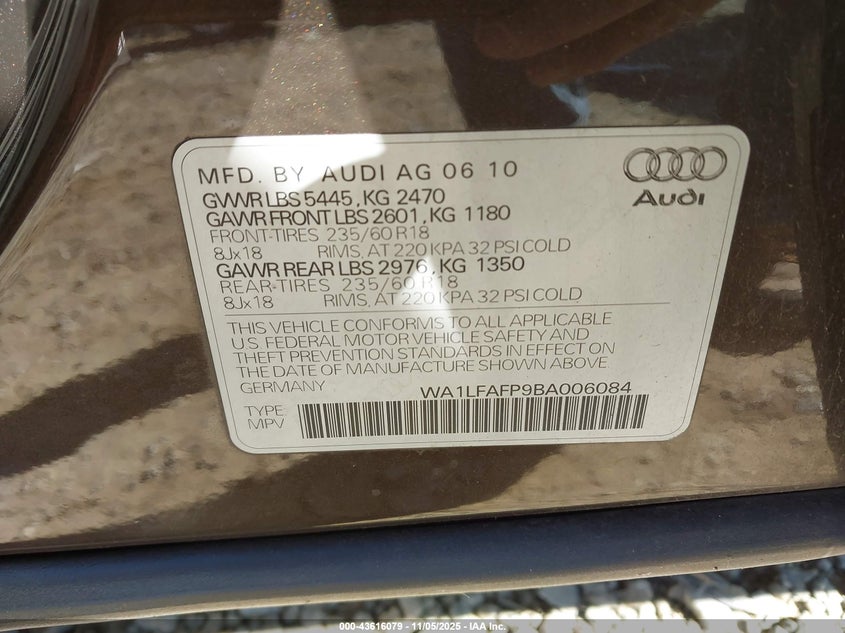 MFD. BY AUDI AG 06 10
GVWR LBS 5445, KG 2470
GAWR FRONT LBS 2601, KG 1180
FRONT-TIRES 235/60 R18
8Jx18 RIMS, AT 220 KPA 32 PSI COLD
GAWR REAR LBS 2976, KG 1350
REAR-TIRES 235/60 R18
8Jx18 RIMS, AT 220 KPA 32 PSI COLD
Audi
THIS VEHICLE CONFORMS TO ALL APPLICABLE
U.S. FEDERAL MOTOR VEHICLE SAFETY AND
THEFT PREVENTION STANDARDS IN EFFECT ON
THE DATE OF MANUFACTURE SHOWN ABOVE.
GERMANY WA1LFAFP9BA006084
TYPE:
MPV
000-43616079 - 11/05/2025 - IAA Inc.